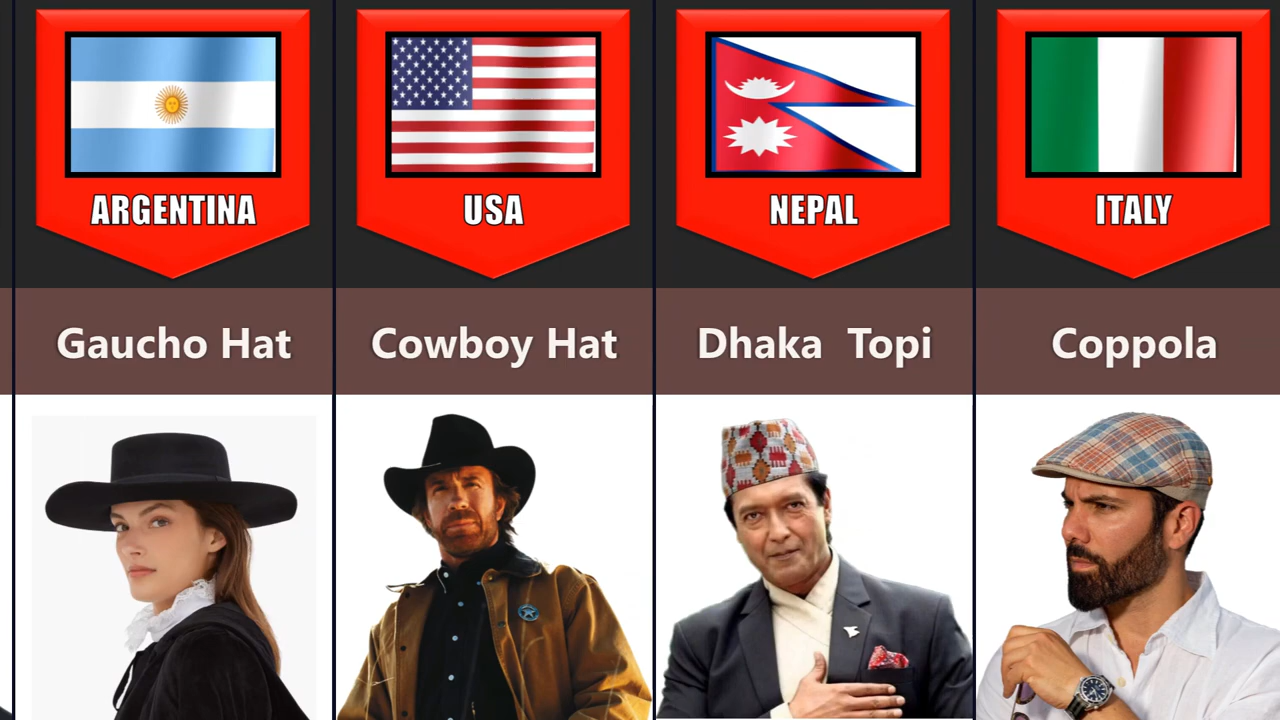 ARGENTINA
USA
NEPAL
ITALY
Gaucho Hat
Cowboy Hat
Dhaka Topi
Coppola